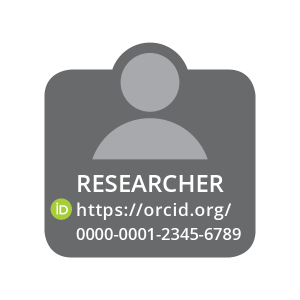 RESEARCHER
iD https://orcid.org/
0000-0001-2345-6789